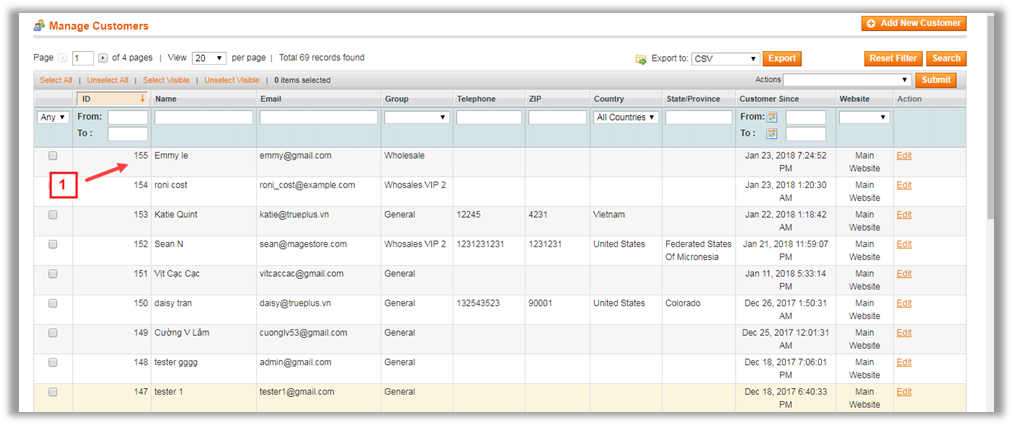 Manage Customers
Add New Customer
Page 1 of 4 pages | View 20 per page | Total 69 records found
Export to: CSV Export Reset Filter Search
Select All | Unselect All | Select Visible | Unselect Visible | 0 items selected
Actions Submit
ID Name Email Group Telephone ZIP Country State/Province Customer Since Website Action
Any From: All Countries From:
To : To :
155 Emmy le emmy@gmail.com Wholesale Jan 23, 2018 7:24:52 Main Edit
PM Website
1
154 roni cost roni_cost@example.com Whosales VIP 2 Jan 23, 2018 1:20:30 Main Edit
AM Website
153 Katie Quint katie@trueplus.vn General 12245 4231 Vietnam Jan 22, 2018 1:18:42 Main Edit
AM Website
152 Sean N sean@magestore.com Whosales VIP 2 1231231231 1231231 United States Federated States Jan 21, 2018 11:59:07 Main Edit
Of Micronesia PM Website
151 Vịt Cạc Cạc vitcaccac@gmail.com General Jan 11, 2018 5:33:14 Main Edit
PM Website
150 daisy tran daisy@trueplus.vn General 132543523 90001 United States Colorado Dec 26, 2017 1:50:31 Main Edit
AM Website
149 Cường V Lâm cuonglv53@gmail.com General Dec 25, 2017 12:01:31 Main Edit
AM Website
148 tester gggg admin@gmail.com General Dec 18, 2017 7:06:01 Main Edit
PM Website
147 tester 1 tester1@gmail.com General Dec 18, 2017 6:40:33 Main Edit
PM Website